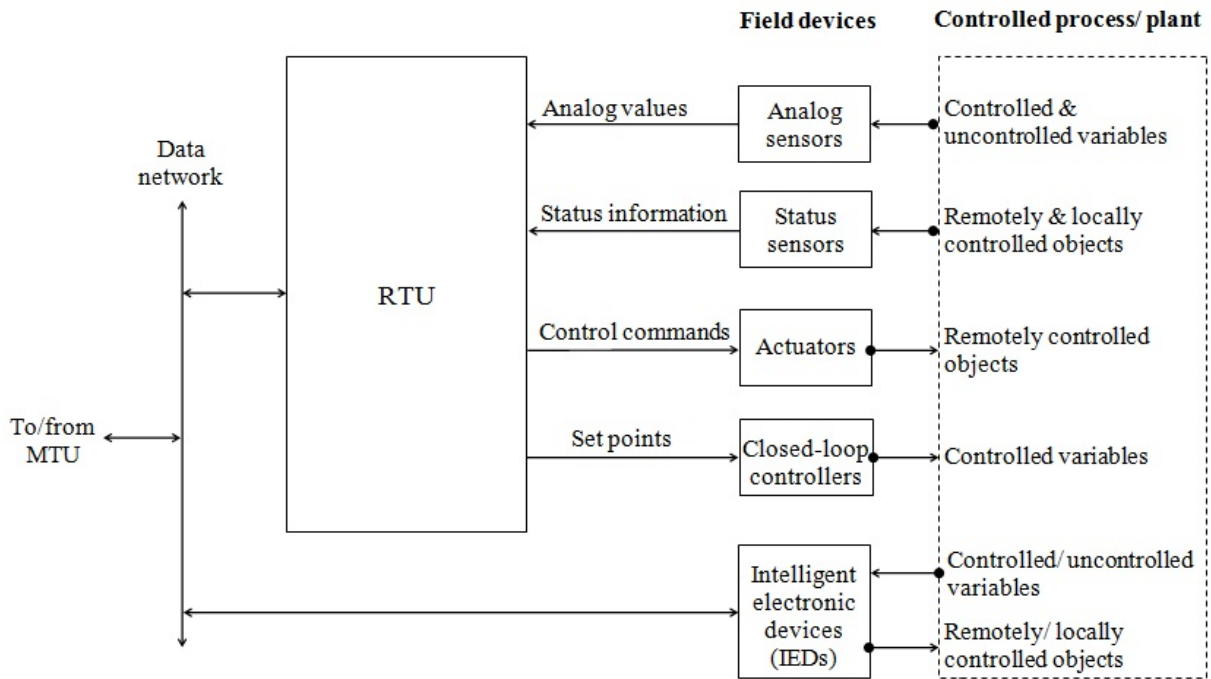 Field devices
Controlled process/ plant
Analog values
Analog
sensors
Controlled &
uncontrolled variables
Data
network
Status information
Status
sensors
Remotely & locally
controlled objects
RTU
Control commands
Actuators
Remotely controlled
objects
To/from
MTU
Set points
Closed-loop
controllers
Controlled variables
Intelligent
electronic
devices
(IEDs)
Controlled/ uncontrolled
variables
Remotely/ locally
controlled objects